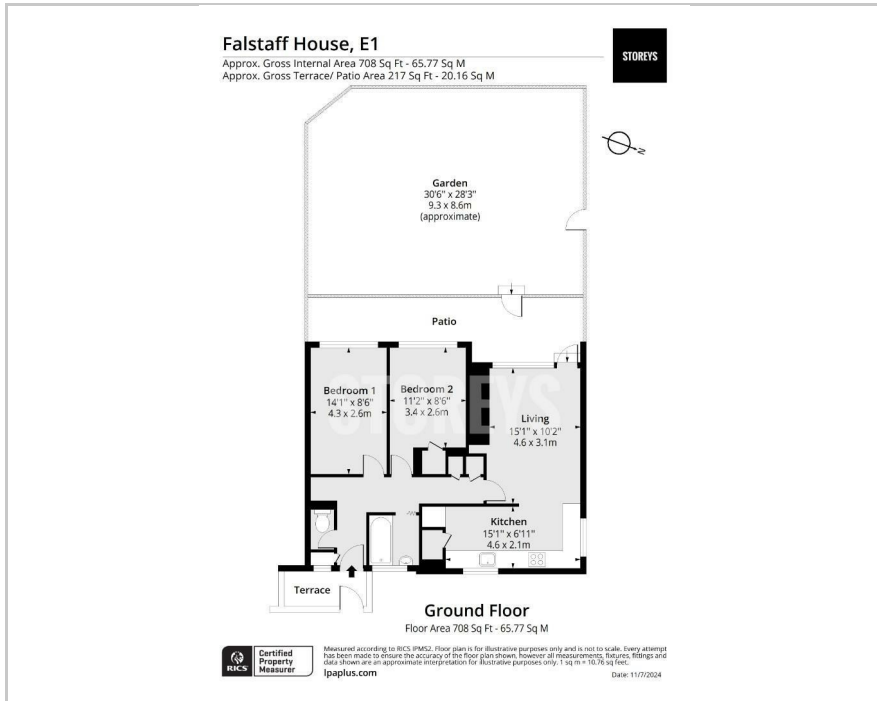 Falstaff House, E1
Approx. Gross Internal Area 708 Sq Ft - 65.77 Sq M
Approx. Gross Terrace/ Patio Area 217 Sq Ft - 20.16 Sq M
STOREYS
N
Garden
30'6" x 28'3"
9.3 x 8.6m
(approximate)
Patio
STOREYS
Bedroom 1
14'1" x 8'6"
4.3 x 2.6m
Bedroom 2
11'2" x 8'6"
3.4 x 2.6m
Living
15'1" x 10'2"
4.6 x 3.1m
Kitchen
15'1" x 6'11"
4.6 x 2.1m
Terrace
Ground Floor
Floor Area 708 Sq Ft - 65.77 Sq M
RICS
Certified
Property
Measurer
Measured according to RICS IPMS2. Floor plan is for illustrative purposes only and is not to scale. Every attempt
has been made to ensure the accuracy of the floor plan shown, however all measurements, fixtures, fittings and
data shown are an approximate interpretation for illustrative purposes only. 1 sq m = 10.76 sq feet.
lpaplus.com
Date: 11/7/2024